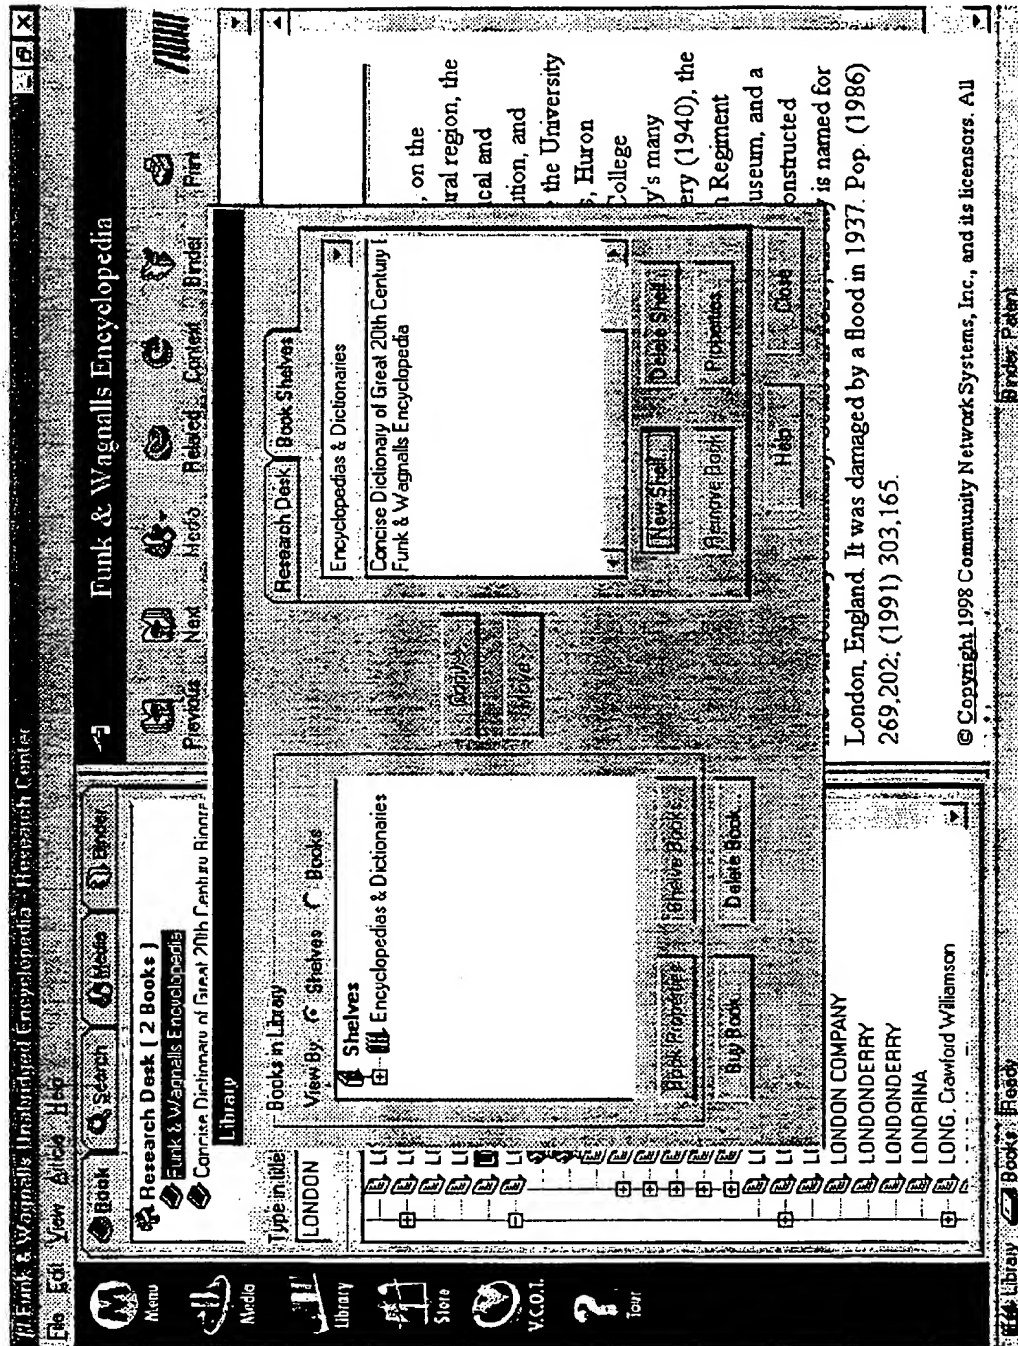 Funk & Wagnalls Unabridged Encyclopedia - Research Center
File Edit View Article Help
Book
Search
Media
Binder
Research Desk [ 2 Books ]
Funk & Wagnalls Encyclopedia
Concise Dictionary of Great 20th Century Biogra
Type in title
LONDON
LONDON COMPANY
LONDONDERRY
LONDONDERRY
LONDRINA
LONG, Crawford Williamson
Menu
Media
Library
Store
V.C.O.T.
Tour
Funk & Wagnalls Encyclopedia
Previous
Next
Media
Related
Context
Binder
Print
, on the
ural region, the
cal and
ution, and
the University
s, Huron
College
y's many
ery (1940), the
n Regiment
useum, and a
onstructed
y is named for
London, England. It was damaged by a flood in 1937. Pop. (1986)
269,202; (1991) 303,165.
© Copyright 1998 Community Network Systems, Inc., and its licensors. All
Library
Books in Library
View By:
Shelves
Books
Shelves
Encyclopedias & Dictionaries
Book Properties
Shelve Book...
Buy Book...
Delete Book...
Copy >
Move >
Research Desk
Book Shelves
Encyclopedias & Dictionaries
Concise Dictionary of Great 20th Century
Funk & Wagnalls Encyclopedia
New Shelf...
Delete Shelf...
Remove Book
Properties
Help
Close
Library
Books
Ready
Binder: Patent